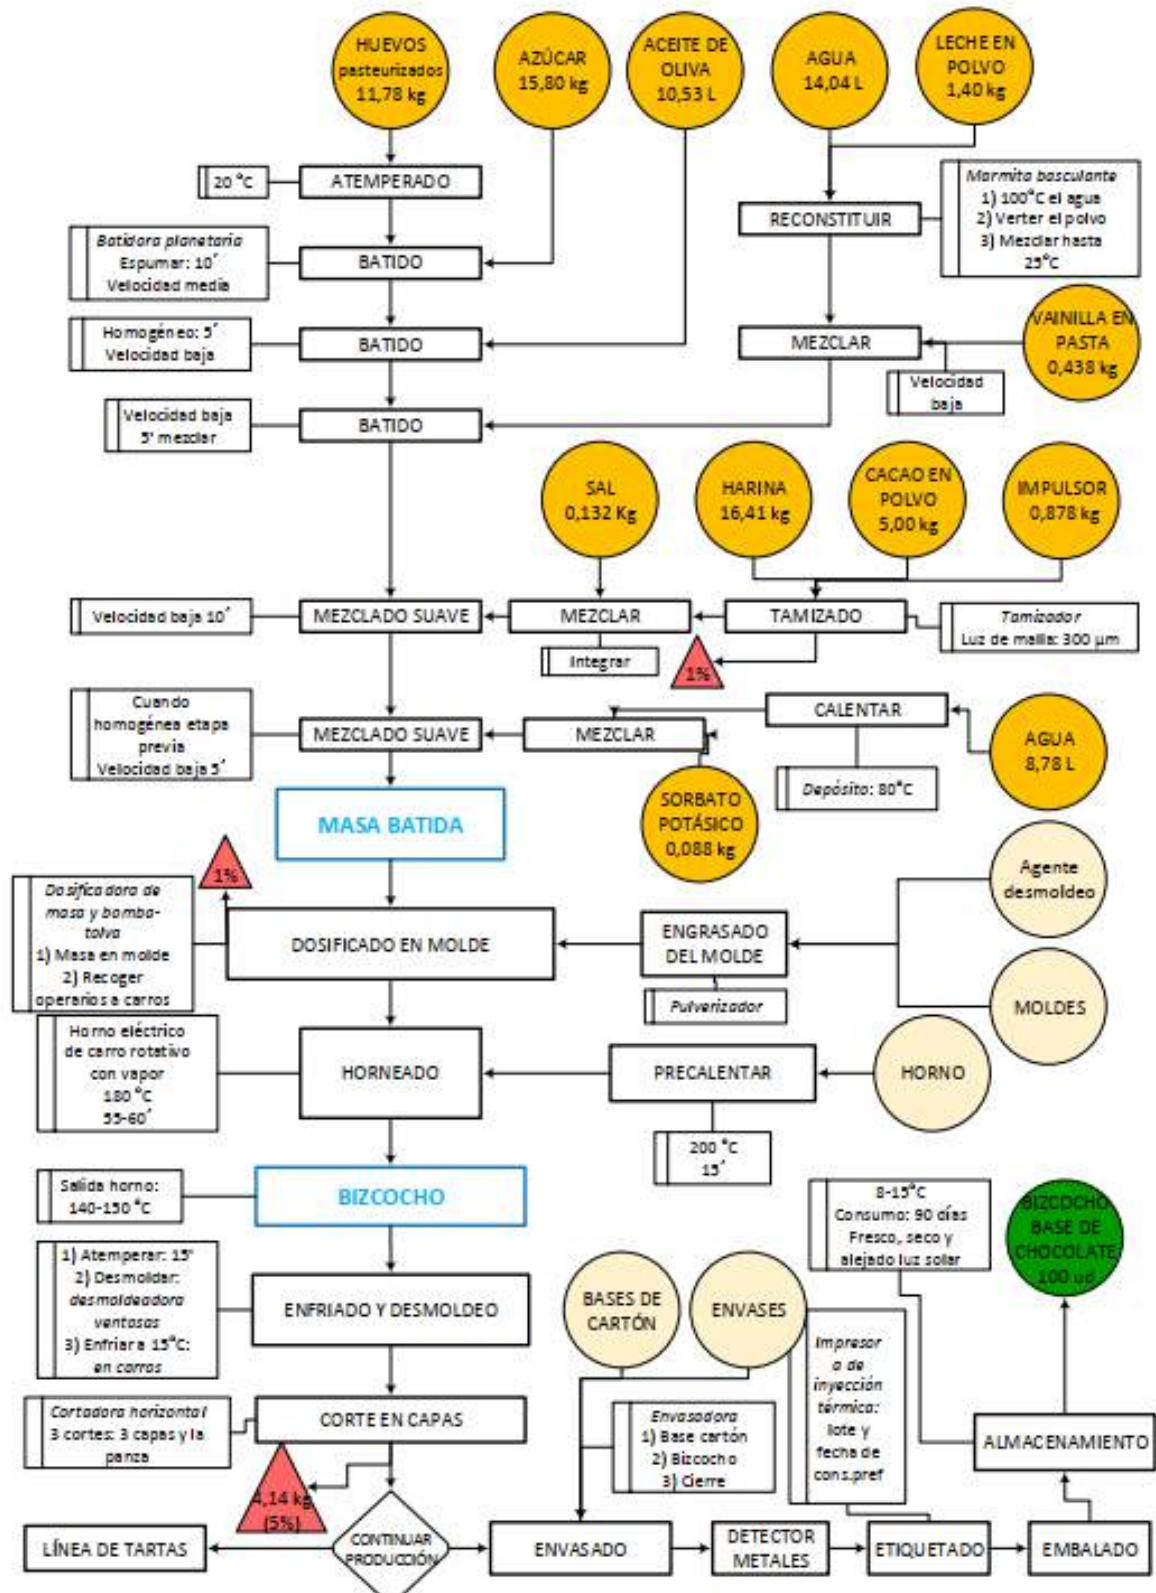 HUEVOS
pasteurizados
11,78 kg
AZÚCAR
15,80 kg
ACEITE DE
OLIVA
10,53 L
AGUA
14,04 L
LECHE EN
POLVO
1,40 kg
20 °C
ATEMPERADO
Marmita basculante
1) 100°C el agua
2) Verter el polvo
3) Mezclar hasta
25°C
RECONSTITUIR
Batidora planetaria
Espumar: 10´
Velocidad media
BATIDO
Homogéneo: 5´
Velocidad baja
BATIDO
MEZCLAR
VAINILLA EN
PASTA
0,438 kg
Velocidad
baja
Velocidad baja
5' mezclar
BATIDO
SAL
0,132 Kg
HARINA
16,41 kg
CACAO EN
POLVO
5,00 kg
IMPULSOR
0,878 kg
Velocidad baja 10´
MEZCLADO SUAVE
MEZCLAR
TAMIZADO
Tamizador
Luz de malla: 300 µm
Integrar
1%
Cuando
homogénea etapa
previa
Velocidad baja 5´
MEZCLADO SUAVE
MEZCLAR
CALENTAR
AGUA
8,78 L
Depósito: 80°C
SORBATO
POTÁSICO
0,088 kg
MASA BATIDA
1%
Dosificadora de
masa y bomba-
tolva
1) Masa en molde
2) Recoger
operarios a carros
DOSIFICADO EN MOLDE
ENGRASADO
DEL MOLDE
Pulverizador
Agente
desmoldeo
MOLDES
Horno eléctrico
de carro rotativo
con vapor
180 °C
55-60´
HORNEADO
PRECALENTAR
HORNO
200 °C
15´
Salida horno:
140-150 °C
BIZCOCHO
8-15°C
Consumo: 90 días
Fresco, seco y
alejado luz solar
BIZCOCHO
BASE DE
CHOCOLATE
100 ud
1) Atemperar: 15'
2) Desmoldar:
desmoldeadora
ventosas
3) Enfriar a 15°C:
en carros
ENFRIADO Y DESMOLDEO
BASES DE
CARTÓN
ENVASES
Impresor
a de
inyección
térmica:
lote y
fecha de
cons.pref
Cortadora horizontal
3 cortes: 3 capas y la
panza
CORTE EN CAPAS
Envasadora
1) Base cartón
2) Bizcocho
3) Cierre
ALMACENAMIENTO
4,14 kg
(5%)
LÍNEA DE TARTAS
CONTINUAR
PRODUCCIÓN
ENVASADO
DETECTOR
METALES
ETIQUETADO
EMBALADO